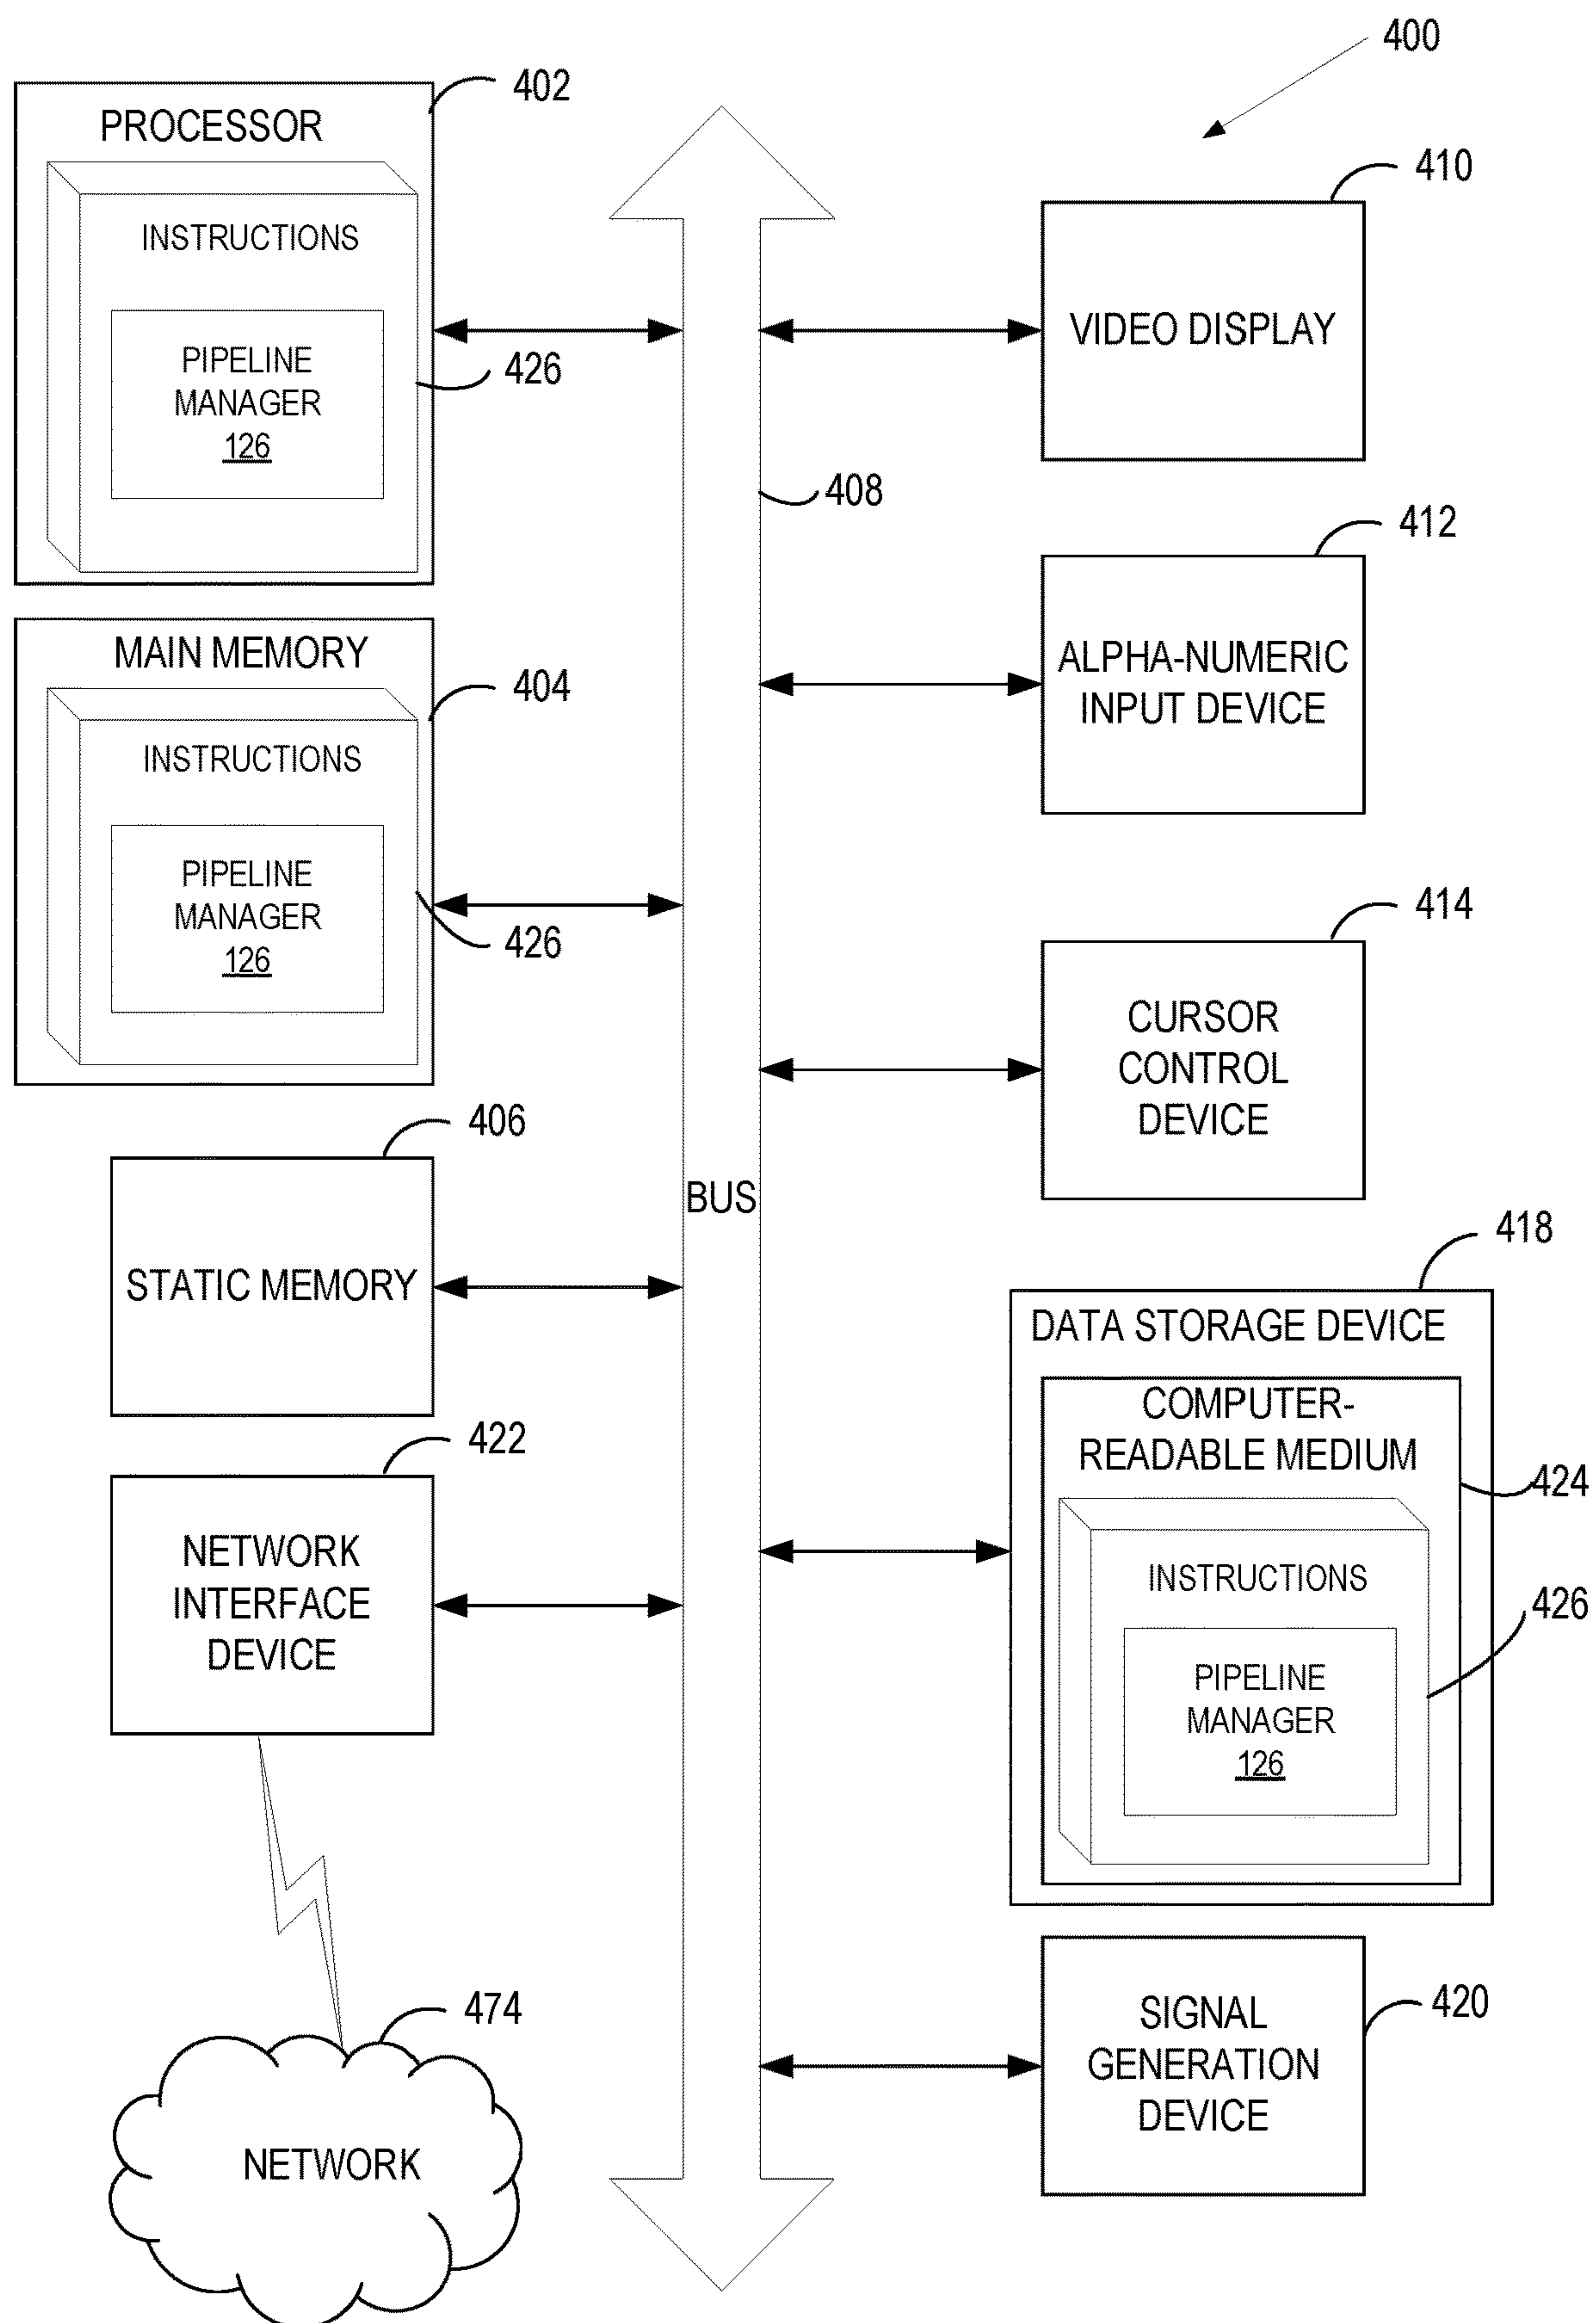 400
402
PROCESSOR
INSTRUCTIONS
PIPELINE
MANAGER
126
426
MAIN MEMORY
404
INSTRUCTIONS
PIPELINE
MANAGER
126
426
406
STATIC MEMORY
422
NETWORK
INTERFACE
DEVICE
474
NETWORK
408
BUS
410
VIDEO DISPLAY
412
ALPHA-NUMERIC
INPUT DEVICE
414
CURSOR
CONTROL
DEVICE
418
DATA STORAGE DEVICE
COMPUTER-
READABLE MEDIUM
424
INSTRUCTIONS
426
PIPELINE
MANAGER
126
420
SIGNAL
GENERATION
DEVICE